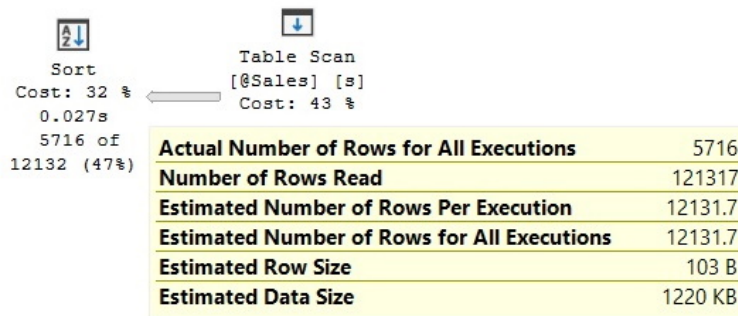 A
Z
Sort
Cost: 32 %
0.027s
5716 of
12132 (47%)
Table Scan
[@Sales] [s]
Cost: 43 %
Actual Number of Rows for All Executions 5716
Number of Rows Read 121317
Estimated Number of Rows Per Execution 12131.7
Estimated Number of Rows for All Executions 12131.7
Estimated Row Size 103 B
Estimated Data Size 1220 KB